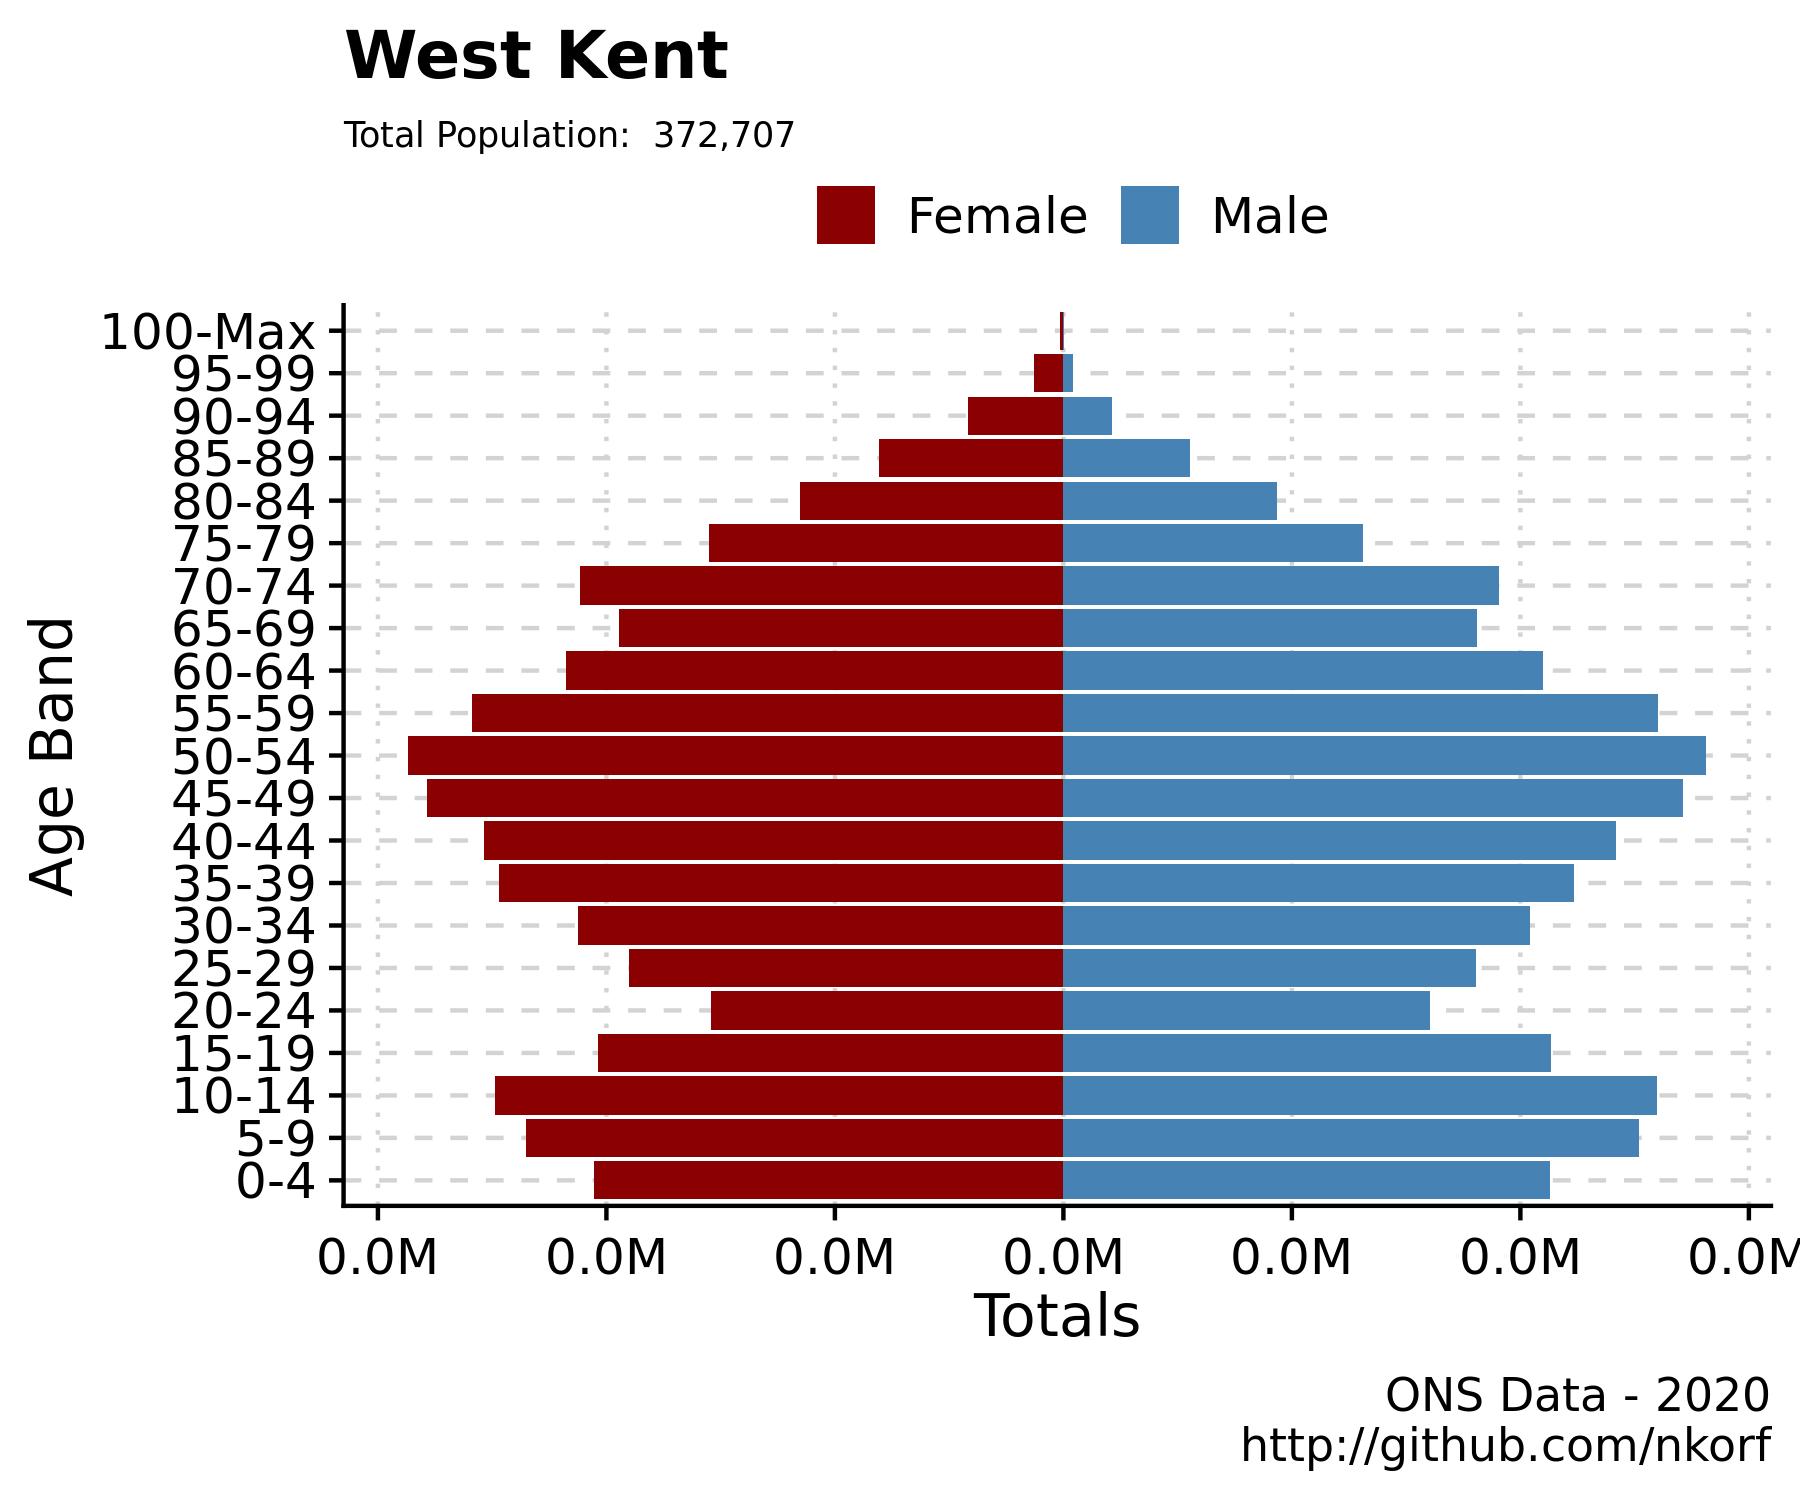 West Kent
Total Population:  372,707
Female Male
100-Max
95-99
90-94
85-89
80-84
75-79
70-74
65-69
60-64
55-59
50-54
45-49
40-44
35-39
30-34
25-29
20-24
15-19
10-14
5-9
0-4
Age Band
0.0M 0.0M 0.0M 0.0M 0.0M 0.0M 0.0M
Totals
ONS Data - 2020
http://github.com/nkorf